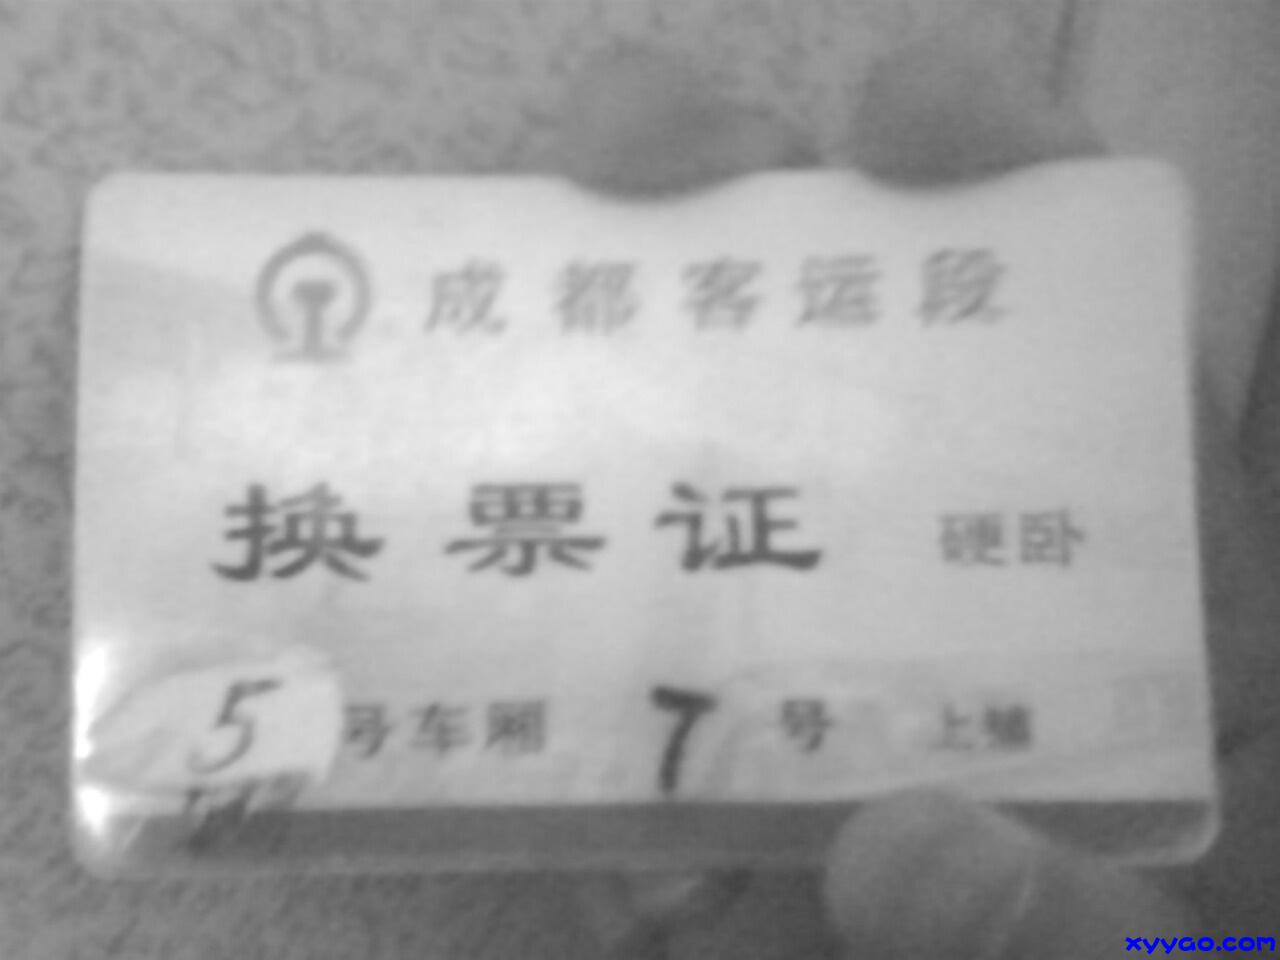 成都客运段
换票证 硬卧
5号车厢 7号 上铺
xyyao.com